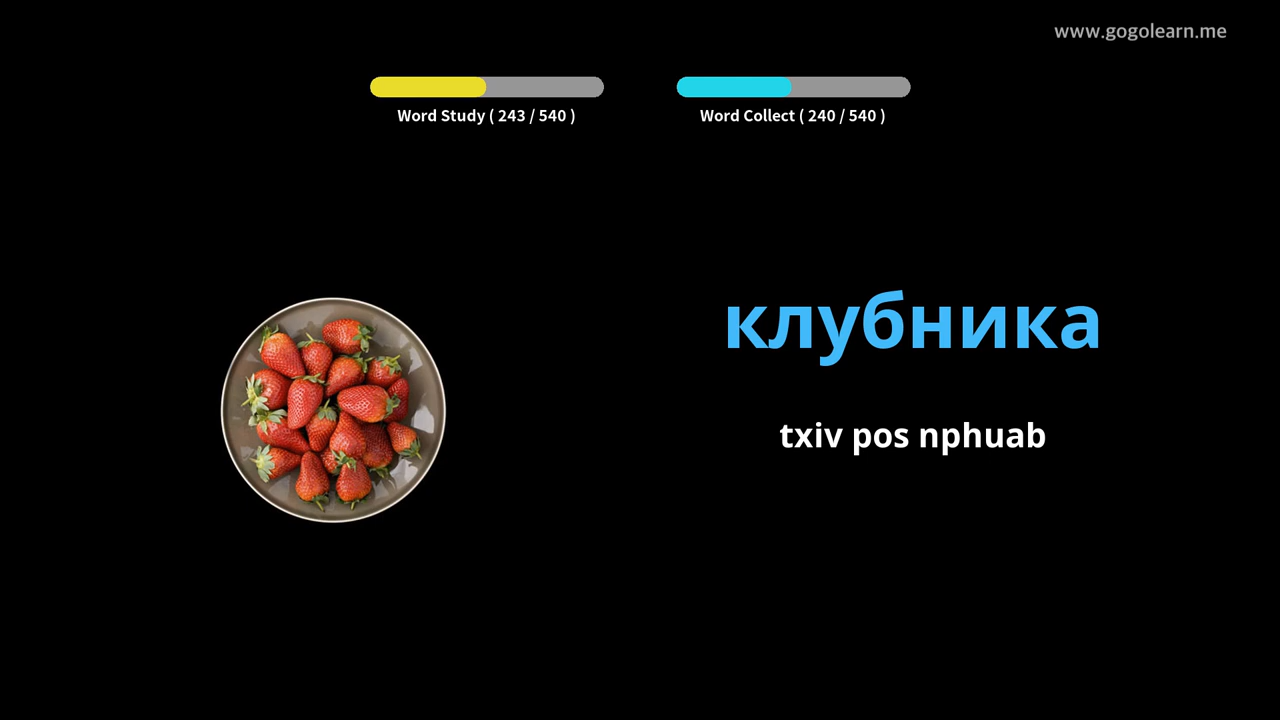 www.gogolearn.me
Word Study ( 243 / 540 )
Word Collect ( 240 / 540 )
клубника
txiv pos nphuab